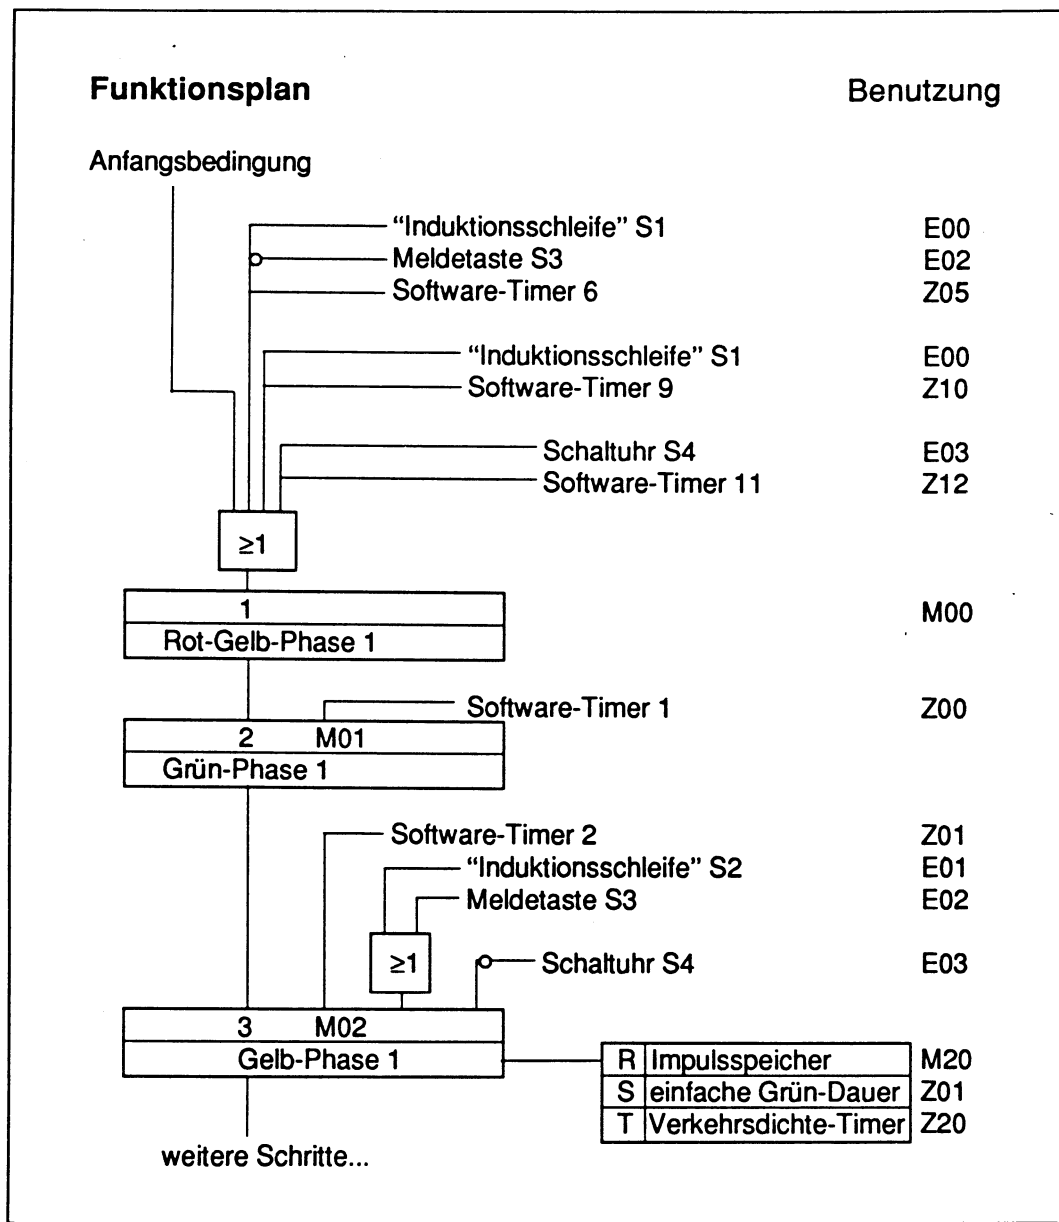 Funktionsplan Benutzung
Anfangsbedingung
“Induktionsschleife” S1 E00
Meldetaste S3 E02
Software-Timer 6 Z05
“Induktionsschleife” S1 E00
Software-Timer 9 Z10
Schaltuhr S4 E03
Software-Timer 11 Z12
≥1
1 M00
Rot-Gelb-Phase 1
Software-Timer 1 Z00
2 M01
Grün-Phase 1
Software-Timer 2 Z01
“Induktionsschleife” S2 E01
Meldetaste S3 E02
≥1 Schaltuhr S4 E03
3 M02
Gelb-Phase 1 R Impulsspeicher M20
S einfache Grün-Dauer Z01
T Verkehrsdichte-Timer Z20
weitere Schritte...